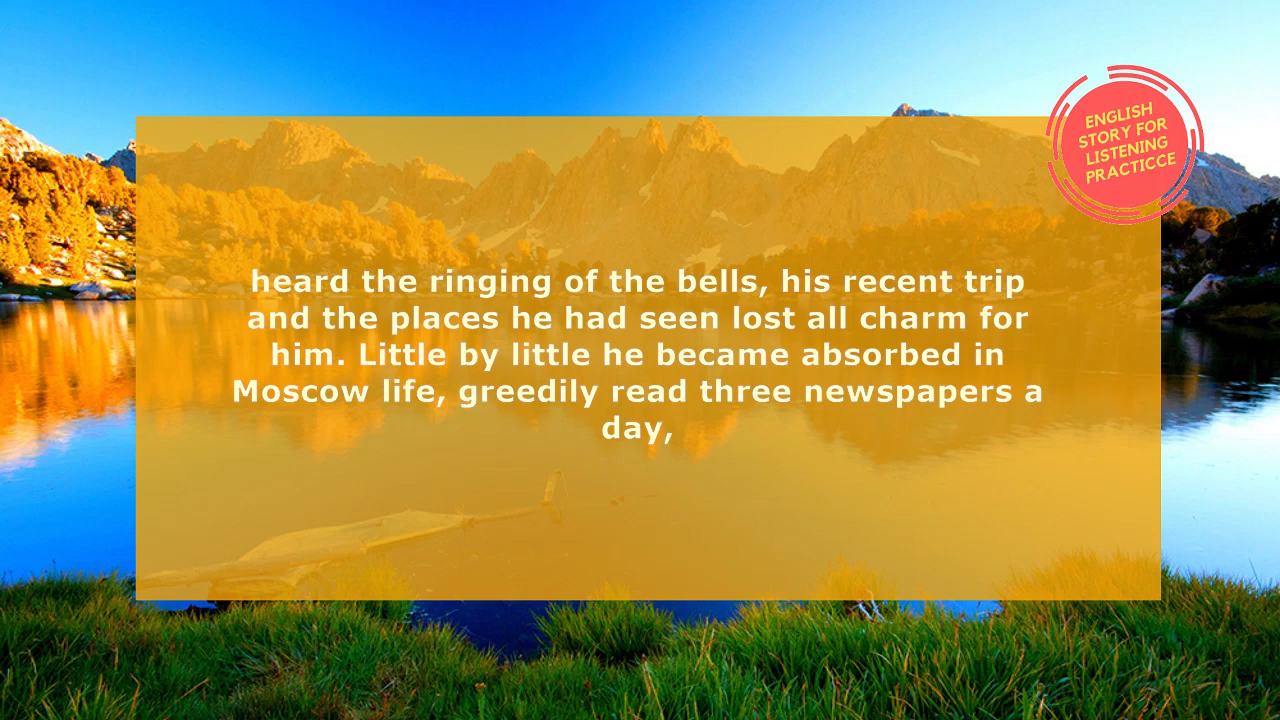 ENGLISH
STORY FOR
LISTENING
PRACTICCE
heard the ringing of the bells, his recent trip
and the places he had seen lost all charm for
him. Little by little he became absorbed in
Moscow life, greedily read three newspapers a
day,